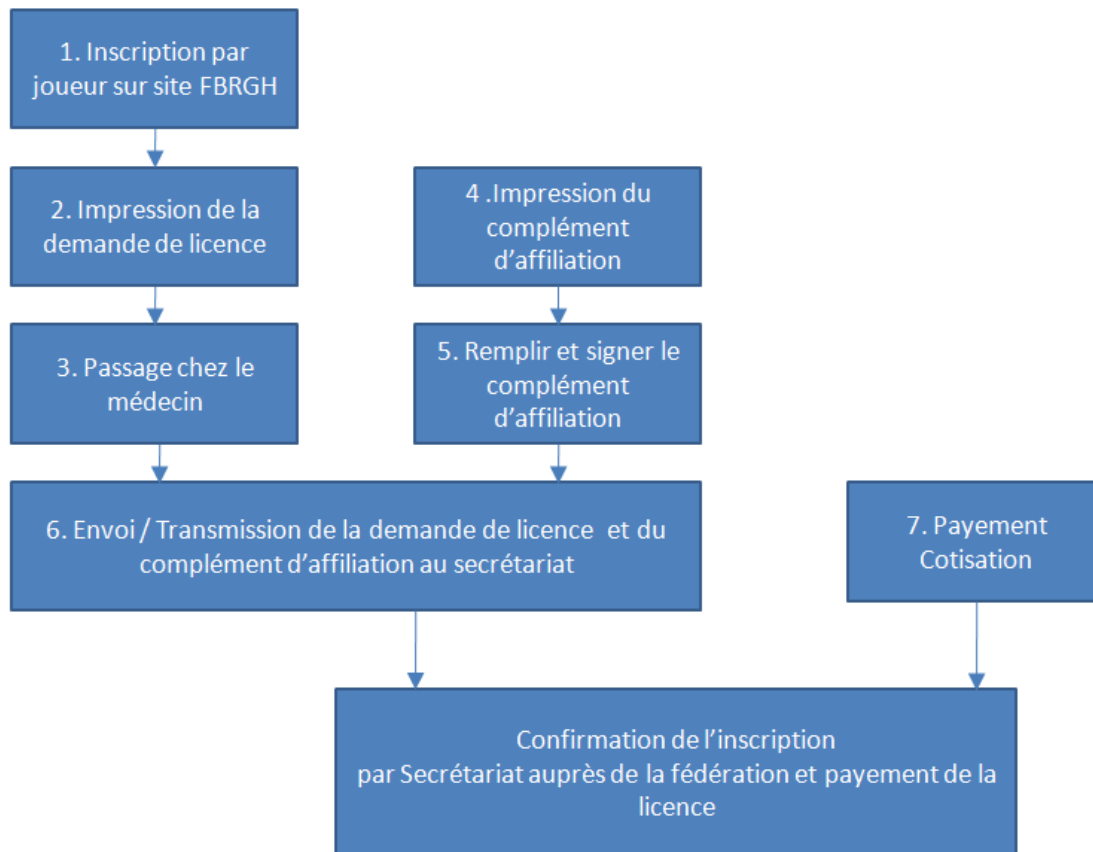 1. Inscription par
joueur sur site FBRGH
2. Impression de la
demande de licence
4 .Impression du
complément
d’affiliation
3. Passage chez le
médecin
5. Remplir et signer le
complément
d’affiliation
6. Envoi / Transmission de la demande de licence et du
complément d’affiliation au secrétariat
7. Payement
Cotisation
Confirmation de l’inscription
par Secrétariat auprès de la fédération et payement de la
licence